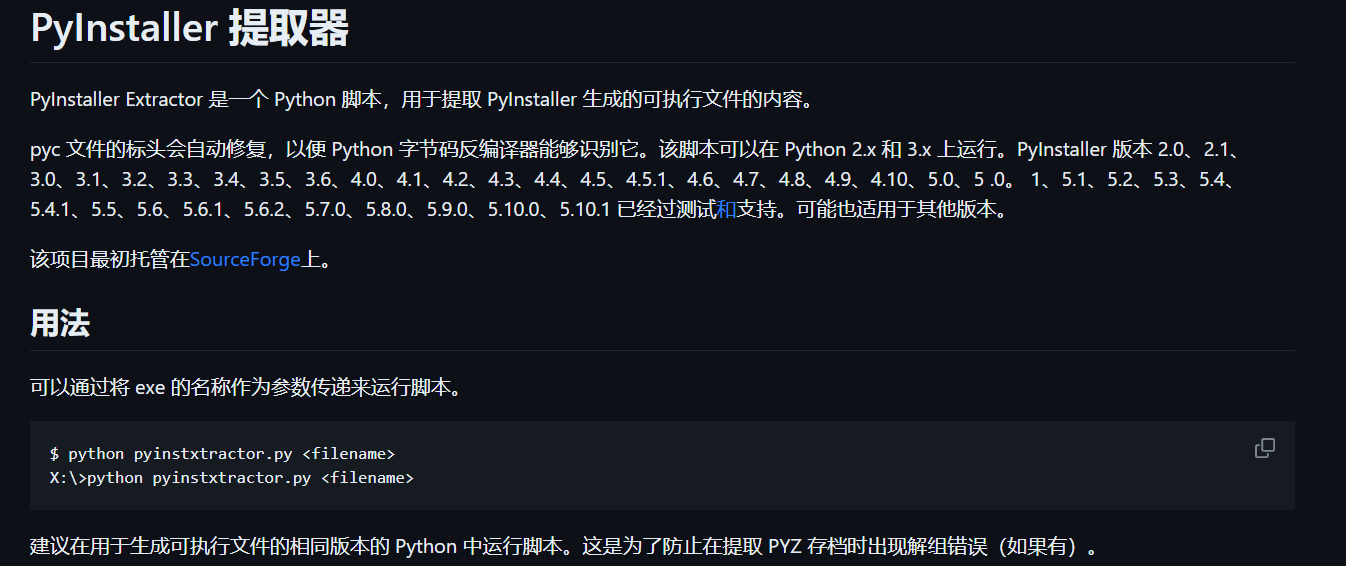 PyInstaller 提取器
PyInstaller Extractor 是一个 Python 脚本，用于提取 PyInstaller 生成的可执行文件的内容。
pyc 文件的标头会自动修复，以便 Python 字节码反编译器能够识别它。该脚本可以在 Python 2.x 和 3.x 上运行。PyInstaller 版本 2.0、2.1、
3.0、3.1、3.2、3.3、3.4、3.5、3.6、4.0、4.1、4.2、4.3、4.4、4.5、4.5.1、4.6、4.7、4.8、4.9、4.10、5.0、5 .0。 1、5.1、5.2、5.3、5.4、
5.4.1、5.5、5.6、5.6.1、5.6.2、5.7.0、5.8.0、5.9.0、5.10.0、5.10.1 已经过测试和支持。可能也适用于其他版本。
该项目最初托管在SourceForge上。
用法
可以通过将 exe 的名称作为参数传递来运行脚本。
$ python pyinstxtractor.py <filename>
X:\>python pyinstxtractor.py <filename>
建议在用于生成可执行文件的相同版本的 Python 中运行脚本。这是为了防止在提取 PYZ 存档时出现解组错误（如果有）。